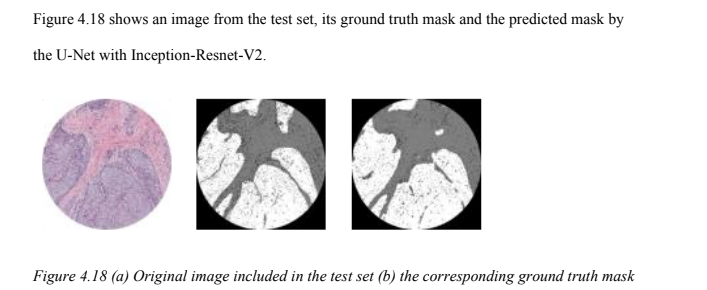 Figure 4.18 shows an image from the test set, its ground truth mask and the predicted mask by
the U-Net with Inception-Resnet-V2.
Figure 4.18 (a) Original image included in the test set (b) the corresponding ground truth mask